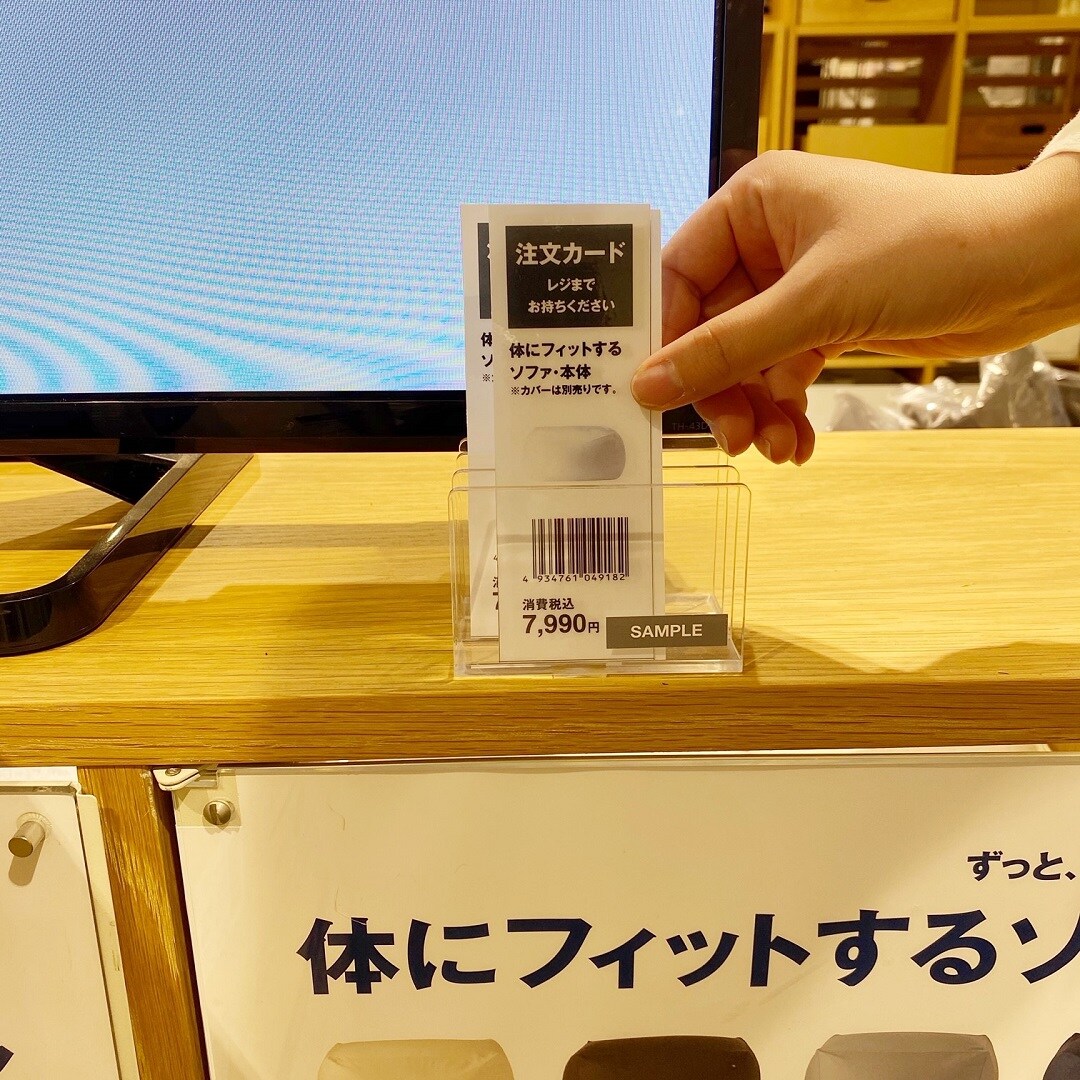 注文カード
レジまで
お持ちください
体にフィットする
ソファ・本体
※カバーは別売りです。
4 934761 049182
消費税込
7,990円
SAMPLE
ずっと、
体にフィットするソ